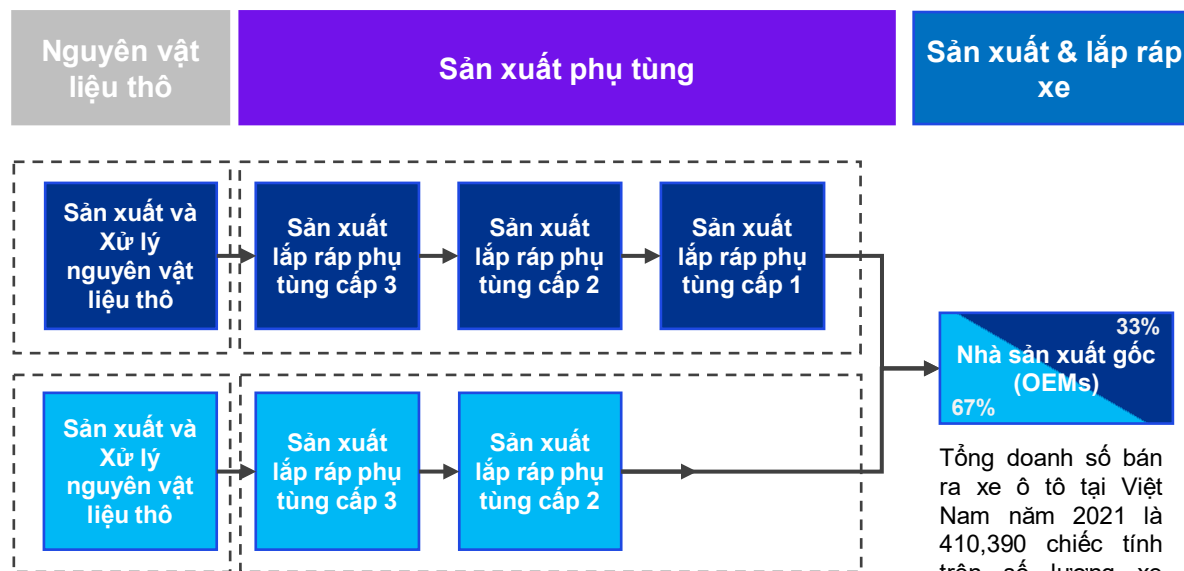 Nguyên vật
liệu thô
Sản xuất phụ tùng
Sản xuất & lắp ráp
xe
Sản xuất và
Xử lý
nguyên vật
liệu thô
Sản xuất
lắp ráp phụ
tùng cấp 3
Sản xuất
lắp ráp phụ
tùng cấp 2
Sản xuất
lắp ráp phụ
tùng cấp 1
33%
Nhà sản xuất gốc
(OEMs)
67%
Sản xuất và
Xử lý
nguyên vật
liệu thô
Sản xuất
lắp ráp phụ
tùng cấp 3
Sản xuất
lắp ráp phụ
tùng cấp 2
Tổng doanh số bán
ra xe ô tô tại Việt
Nam năm 2021 là
410,390 chiếc tính
trên số lượng xe